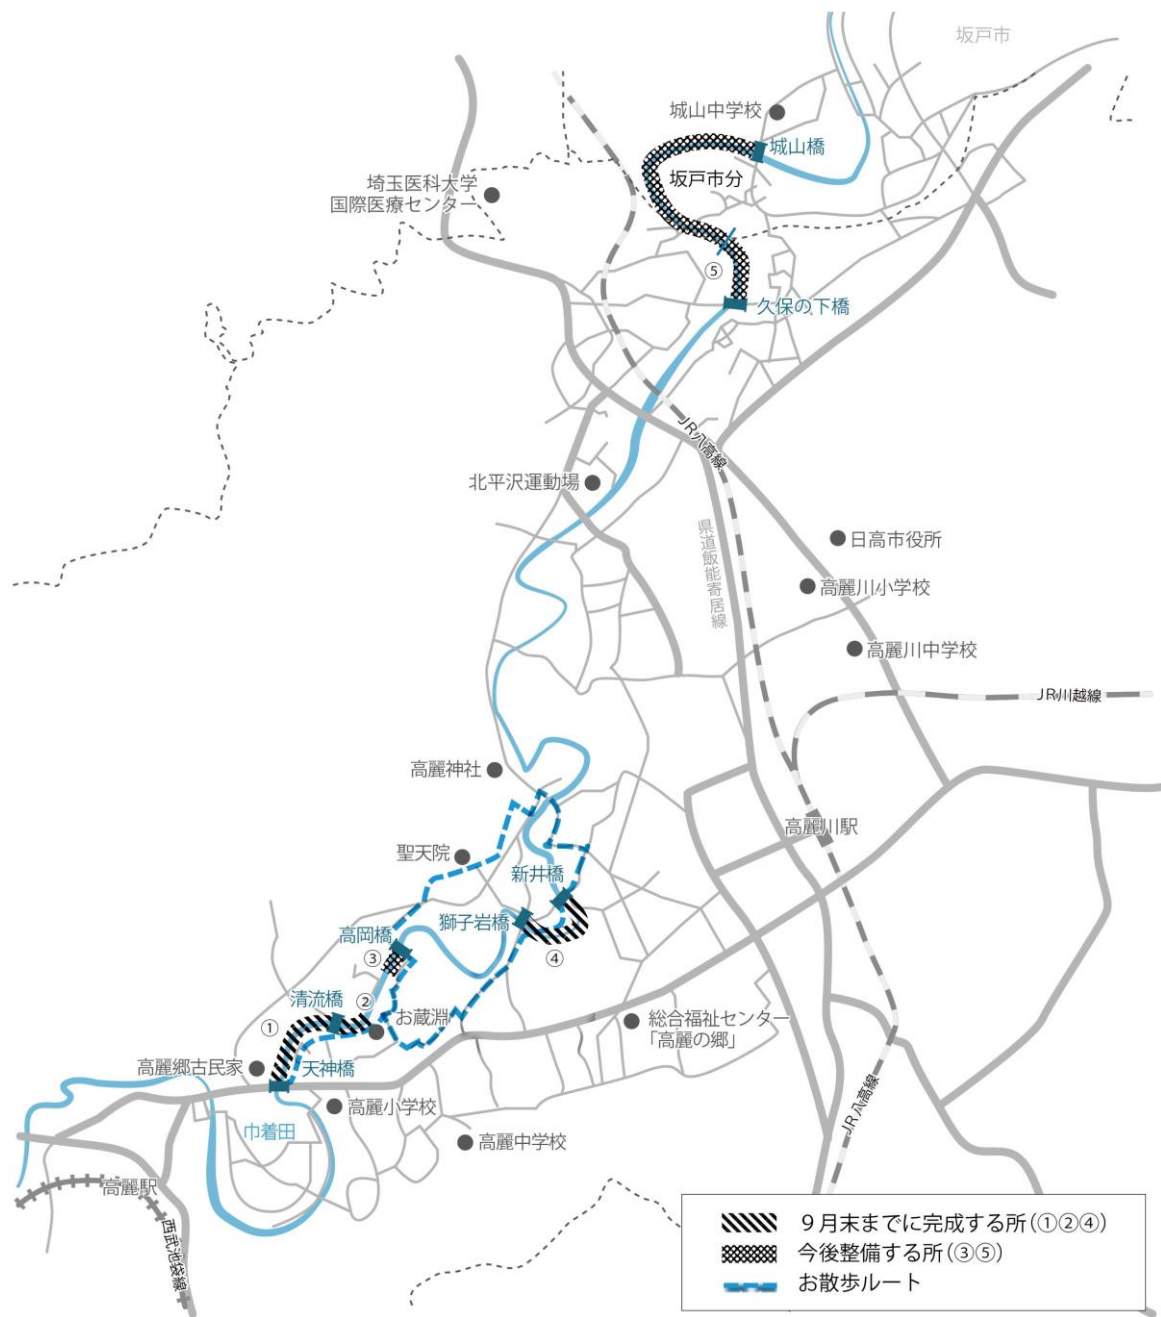 坂戸市
城山中学校
城山橋
埼玉医科大学
国際医療センター
坂戸市分
⑤
久保の下橋
JR八高線
北平沢運動場
県道飯能寄居線
日高市役所
高麗川小学校
高麗川中学校
JR川越線
高麗神社
高麗川駅
聖天院
新井橋
獅子岩橋
高岡橋
③
④
清流橋
②
お蔵淵
①
総合福祉センター
「高麗の郷」
高麗郷古民家
天神橋
高麗小学校
JR八高線
巾着田
高麗中学校
高麗駅
西武池袋線
９月末までに完成する所(①②④)
今後整備する所(③⑤)
お散歩ルート